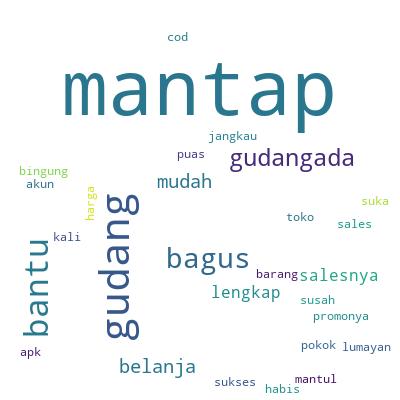 cod
mantap
jangkau
puas
gudangada
bingung
akun
mudah
harga
suka
gudang
toko
sales
kali
bantu
bagus
barang
salesnya
lengkap
susah
promonya
apk
pokok
lumayan
belanja
sukses
mantul
habis